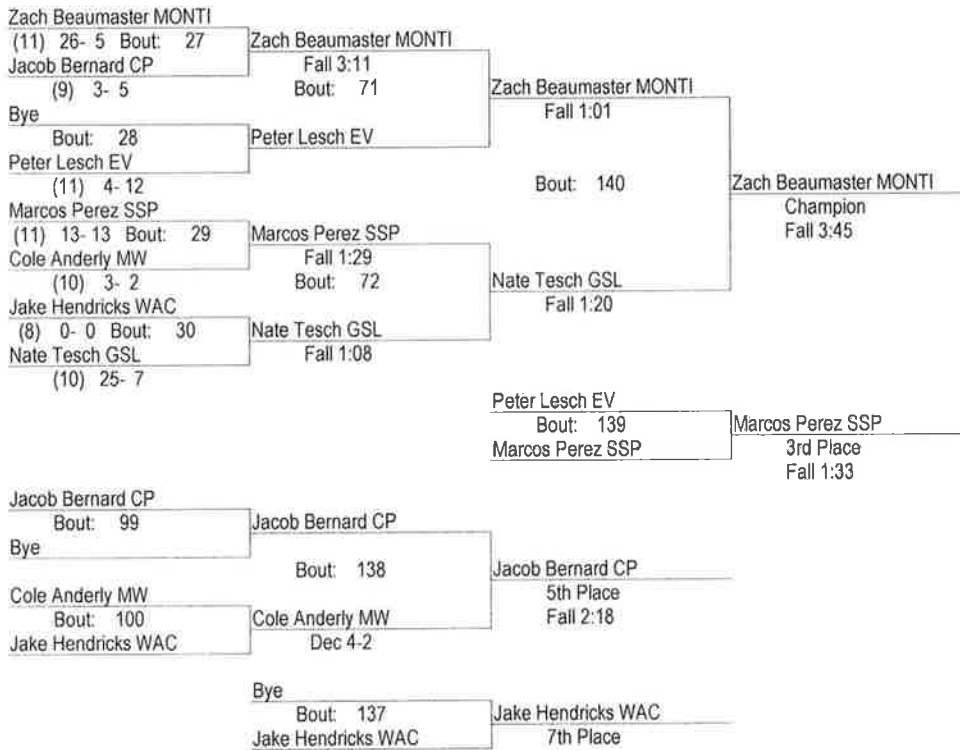 Zach Beaumaster MONTI
(11) 26- 5 Bout: 27
Jacob Bernard CP
(9) 3- 5
Bye
Bout: 28
Peter Lesch EV
(11) 4- 12
Marcos Perez SSP
(11) 13- 13 Bout: 29
Cole Anderly MW
(10) 3- 2
Jake Hendricks WAC
(8) 0- 0 Bout: 30
Nate Tesch GSL
(10) 25- 7
Zach Beaumaster MONTI
Fall 3:11
Bout: 71
Peter Lesch EV
Marcos Perez SSP
Fall 1:29
Bout: 72
Nate Tesch GSL
Fall 1:08
Zach Beaumaster MONTI
Fall 1:01
Bout: 140
Nate Tesch GSL
Fall 1:20
Zach Beaumaster MONTI
Champion
Fall 3:45
Peter Lesch EV
Bout: 139
Marcos Perez SSP
Marcos Perez SSP
3rd Place
Fall 1:33
Jacob Bernard CP
Bout: 99
Bye
Cole Anderly MW
Bout: 100
Jake Hendricks WAC
Jacob Bernard CP
Bout: 138
Cole Anderly MW
Dec 4-2
Jacob Bernard CP
5th Place
Fall 2:18
Bye
Bout: 137
Jake Hendricks WAC
Jake Hendricks WAC
7th Place